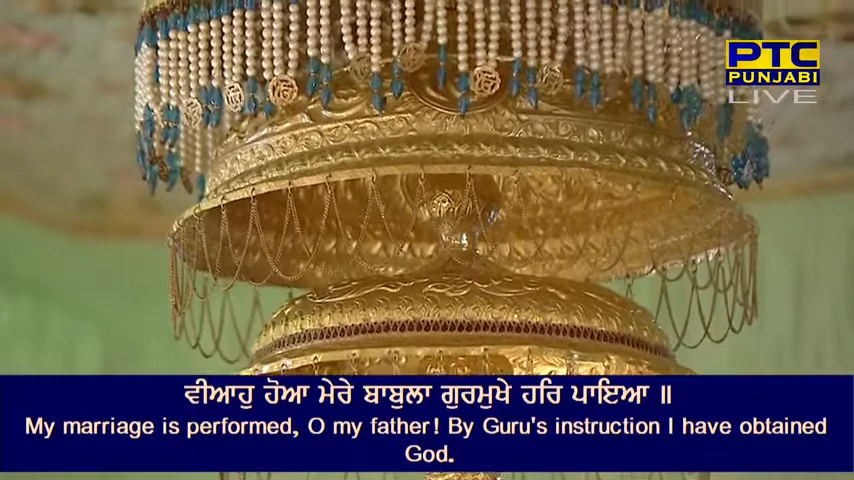 PTC
PUNJABI
LIVE
ਵੀਆਹੁ ਹੋਆ ਮੇਰੇ ਬਾਬੁਲਾ ਗੁਰਮੁਖੇ ਹਰਿ ਪਾਇਆ ॥
My marriage is performed, O my father! By Guru's instruction I have obtained
God.